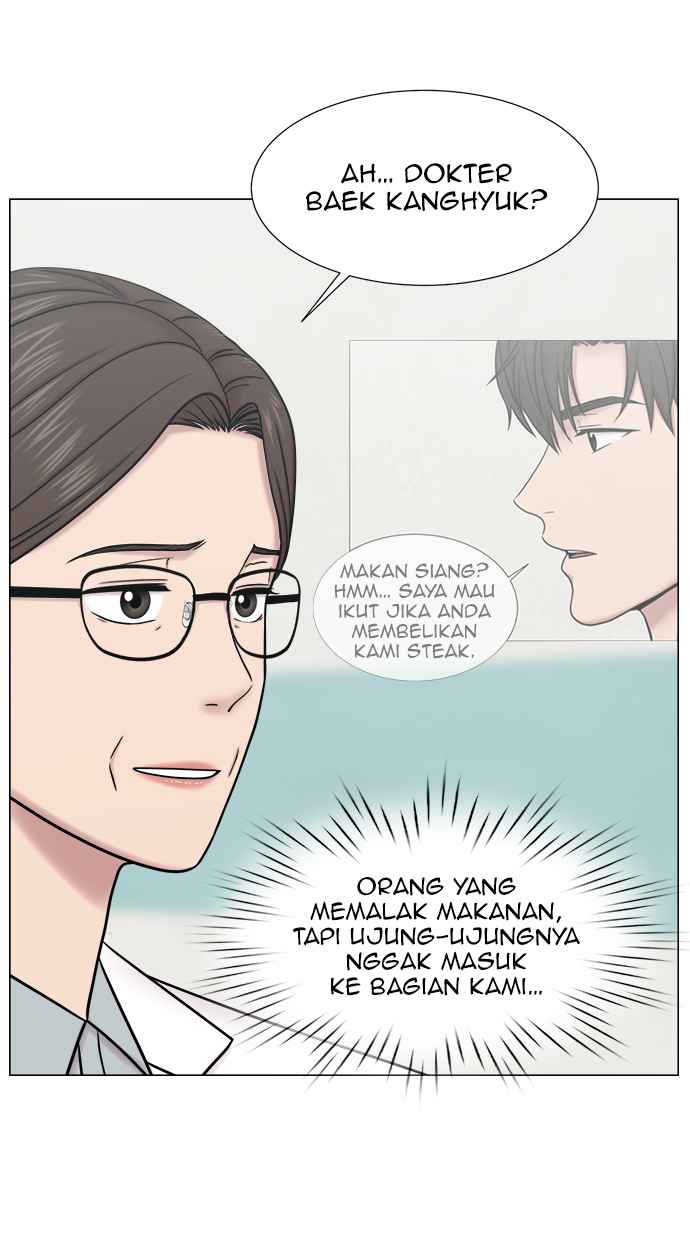 AH... DOKTER
BAEK KANGHYUK?
MAKAN SIANG?
HMM... SAYA MAU
IKUT JIKA ANDA
MEMBELIKAN
KAMI STEAK.
ORANG YANG
MEMALAK MAKANAN,
TAPI UJUNG-UJUNGNYA
NGGAK MASUK
KE BAGIAN KAMI...